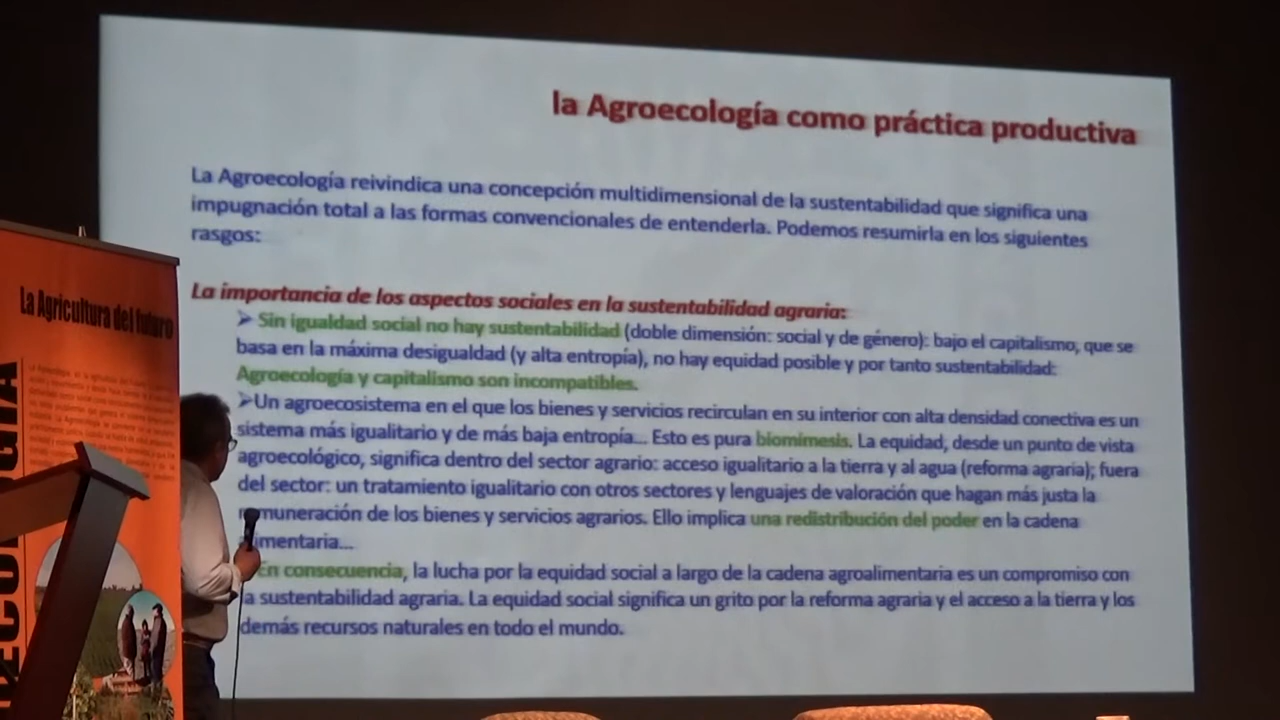 la Agroecología como práctica productiva
La Agroecología reivindica una concepción multidimensional de la sustentabilidad que significa una
impugnación total a las formas convencionales de entenderla. Podemos resumirla en los siguientes
rasgos:
La importancia de los aspectos sociales en la sustentabilidad agraria:
➢ Sin igualdad social no hay sustentabilidad (doble dimensión: social y de género): bajo el capitalismo, que se
basa en la máxima desigualdad (y alta entropía), no hay equidad posible y por tanto sustentabilidad:
Agroecología y capitalismo son incompatibles.
➢Un agroecosistema en el que los bienes y servicios recirculan en su interior con alta densidad conectiva es un
sistema más igualitario y de más baja entropía... Esto es pura biomimesis. La equidad, desde un punto de vista
agroecológico, significa dentro del sector agrario: acceso igualitario a la tierra y al agua (reforma agraria); fuera
del sector: un tratamiento igualitario con otros sectores y lenguajes de valoración que hagan más justa la
remuneración de los bienes y servicios agrarios. Ello implica una redistribución del poder en la cadena
alimentaria...
En consecuencia, la lucha por la equidad social a largo de la cadena agroalimentaria es un compromiso con
la sustentabilidad agraria. La equidad social significa un grito por la reforma agraria y el acceso a la tierra y los
demás recursos naturales en todo el mundo.
La Agricultura del futuro